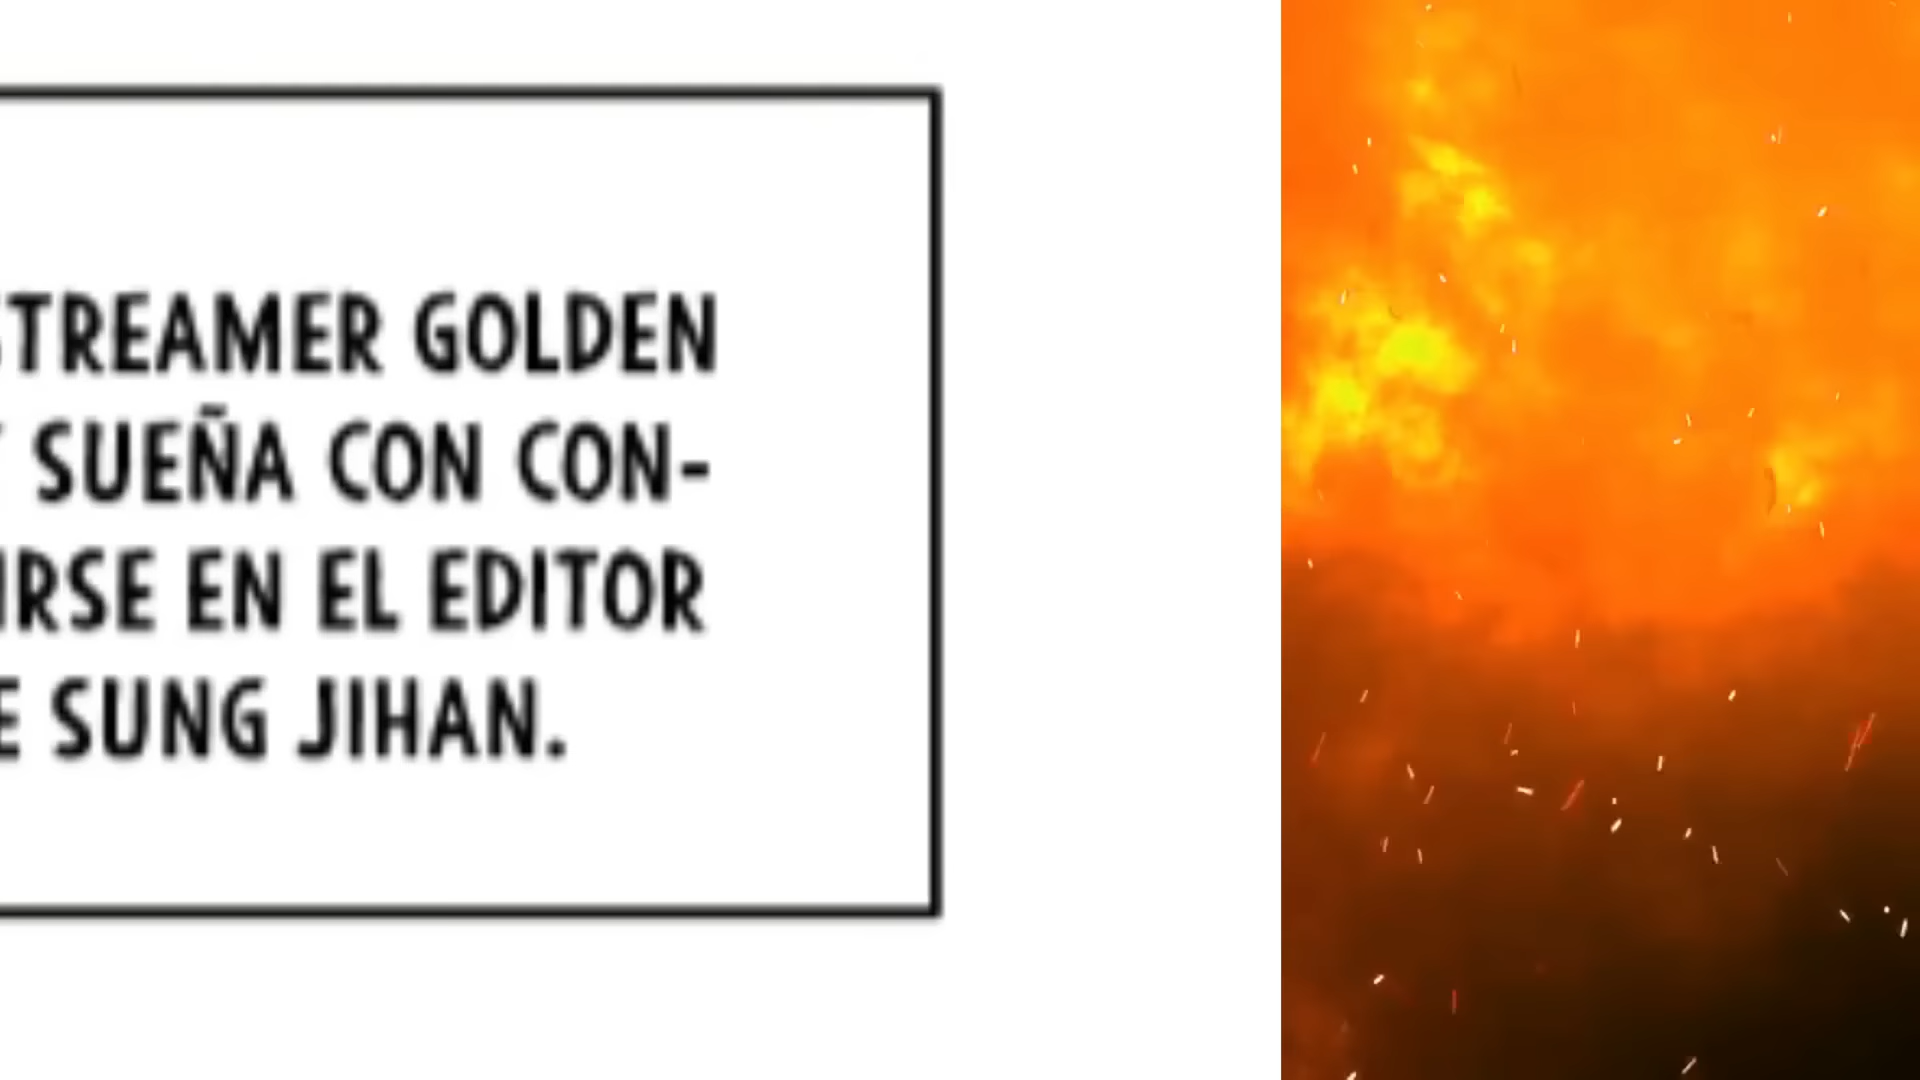 STREAMER GOLDEN
SUEÑA CON CON-
IRSE EN EL EDITOR
E SUNG JIHAN.